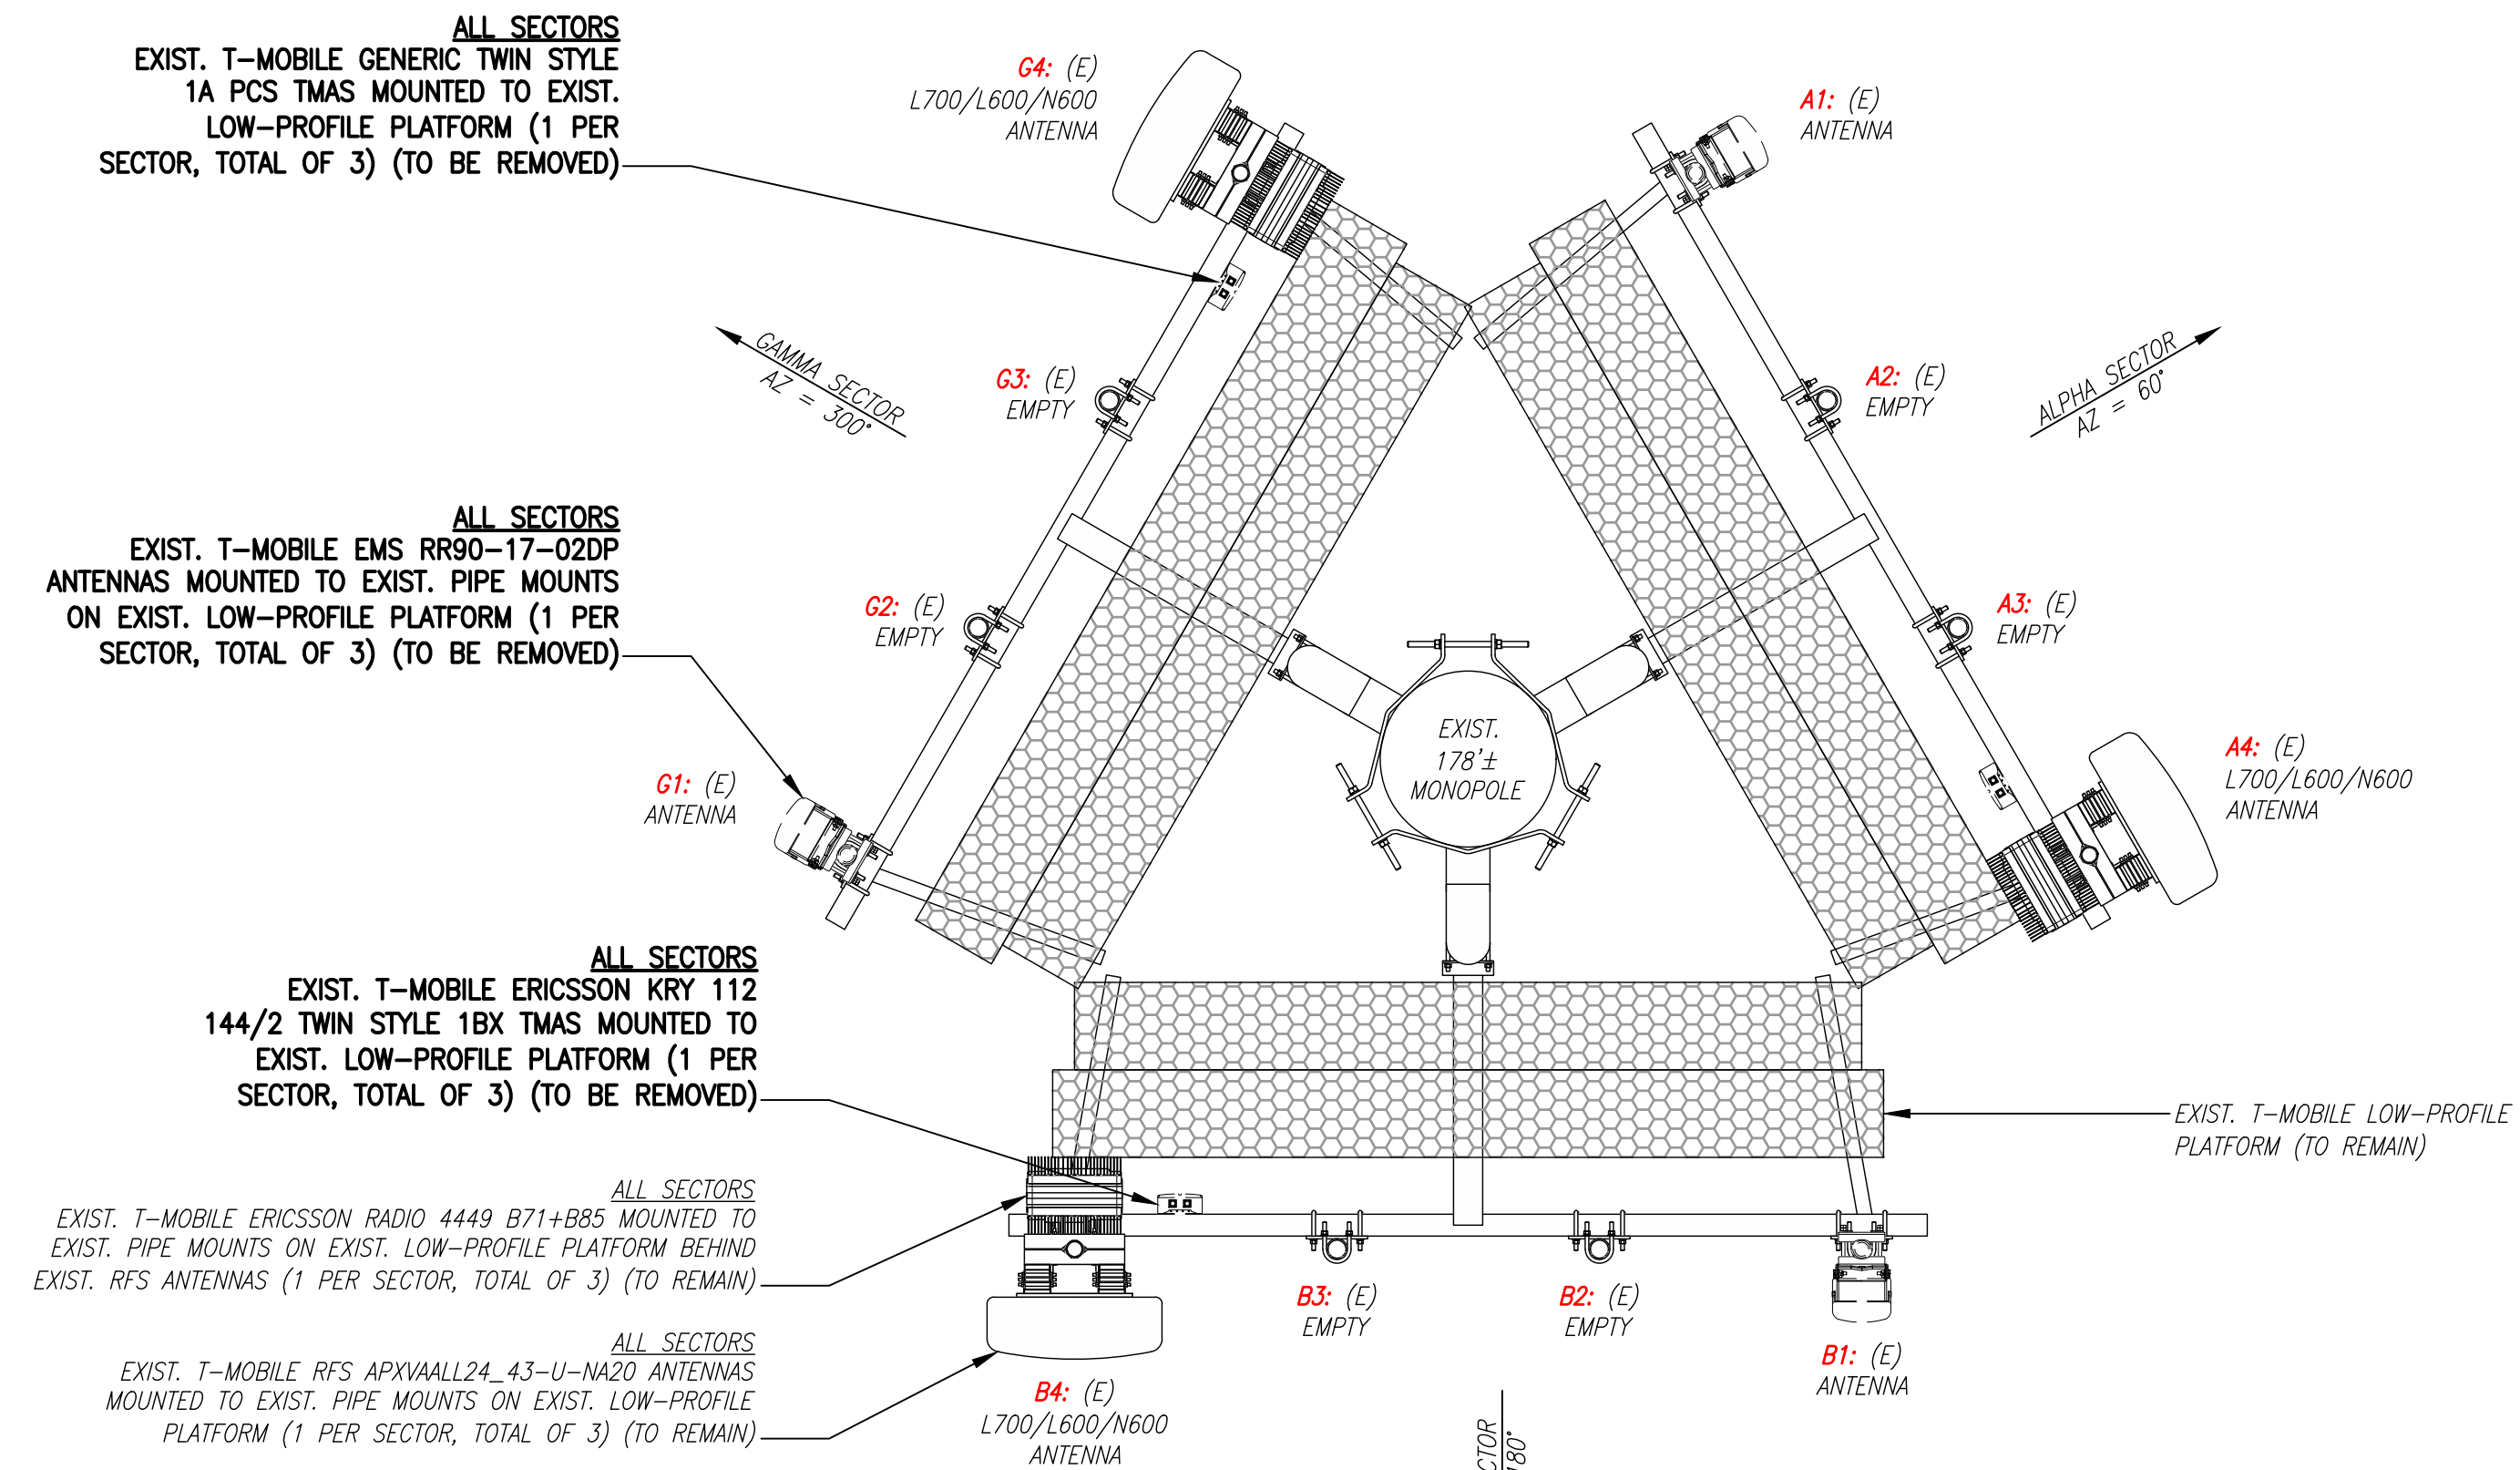 ALL SECTORS
EXIST. T-MOBILE GENERIC TWIN STYLE
1A PCS TMAS MOUNTED TO EXIST.
LOW-PROFILE PLATFORM (1 PER
SECTOR, TOTAL OF 3) (TO BE REMOVED)
G4: (E)
L700/L600/N600
ANTENNA
A1: (E)
ANTENNA
GAMMA SECTOR
AZ = 300°
G3: (E)
EMPTY
A2: (E)
EMPTY
ALPHA SECTOR
AZ = 60°
ALL SECTORS
EXIST. T-MOBILE EMS RR90-17-02DP
ANTENNAS MOUNTED TO EXIST. PIPE MOUNTS
ON EXIST. LOW-PROFILE PLATFORM (1 PER
SECTOR, TOTAL OF 3) (TO BE REMOVED)
G2: (E)
EMPTY
A3: (E)
EMPTY
EXIST.
178'±
MONOPOLE
G1: (E)
ANTENNA
A4: (E)
L700/L600/N600
ANTENNA
ALL SECTORS
EXIST. T-MOBILE ERICSSON KRY 112
144/2 TWIN STYLE 1BX TMAS MOUNTED TO
EXIST. LOW-PROFILE PLATFORM (1 PER
SECTOR, TOTAL OF 3) (TO BE REMOVED)
EXIST. T-MOBILE LOW-PROFILE
PLATFORM (TO REMAIN)
ALL SECTORS
EXIST. T-MOBILE ERICSSON RADIO 4449 B71+B85 MOUNTED TO
EXIST. PIPE MOUNTS ON EXIST. LOW-PROFILE PLATFORM BEHIND
EXIST. RFS ANTENNAS (1 PER SECTOR, TOTAL OF 3) (TO REMAIN)
B3: (E)
EMPTY
B2: (E)
EMPTY
B1: (E)
ANTENNA
ALL SECTORS
EXIST. T-MOBILE RFS APXVAALL24_43-U-NA20 ANTENNAS
MOUNTED TO EXIST. PIPE MOUNTS ON EXIST. LOW-PROFILE
PLATFORM (1 PER SECTOR, TOTAL OF 3) (TO REMAIN)
B4: (E)
L700/L600/N600
ANTENNA
CTOR
180°